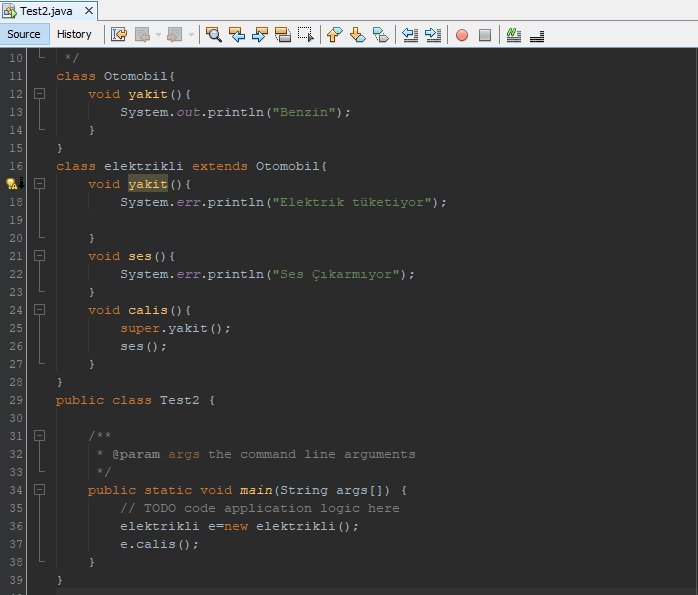 Test2.java
Source History
10 */
11 class Otomobil{
12 void yakit(){
13 System.out.println("Benzin");
14 }
15 }
16 class elektrikli extends Otomobil{
void yakit(){
18 System.err.println("Elektrik tüketiyor");
19
20 }
21 void ses(){
22 System.err.println("Ses Çıkarmıyor");
23 }
24 void calis(){
25 super.yakit();
26 ses();
27 }
28 }
29 public class Test2 {
30
31 /**
32 * @param args the command line arguments
33 */
34 public static void main(String args[]) {
35 // TODO code application logic here
36 elektrikli e=new elektrikli();
37 e.calis();
38 }
39 }